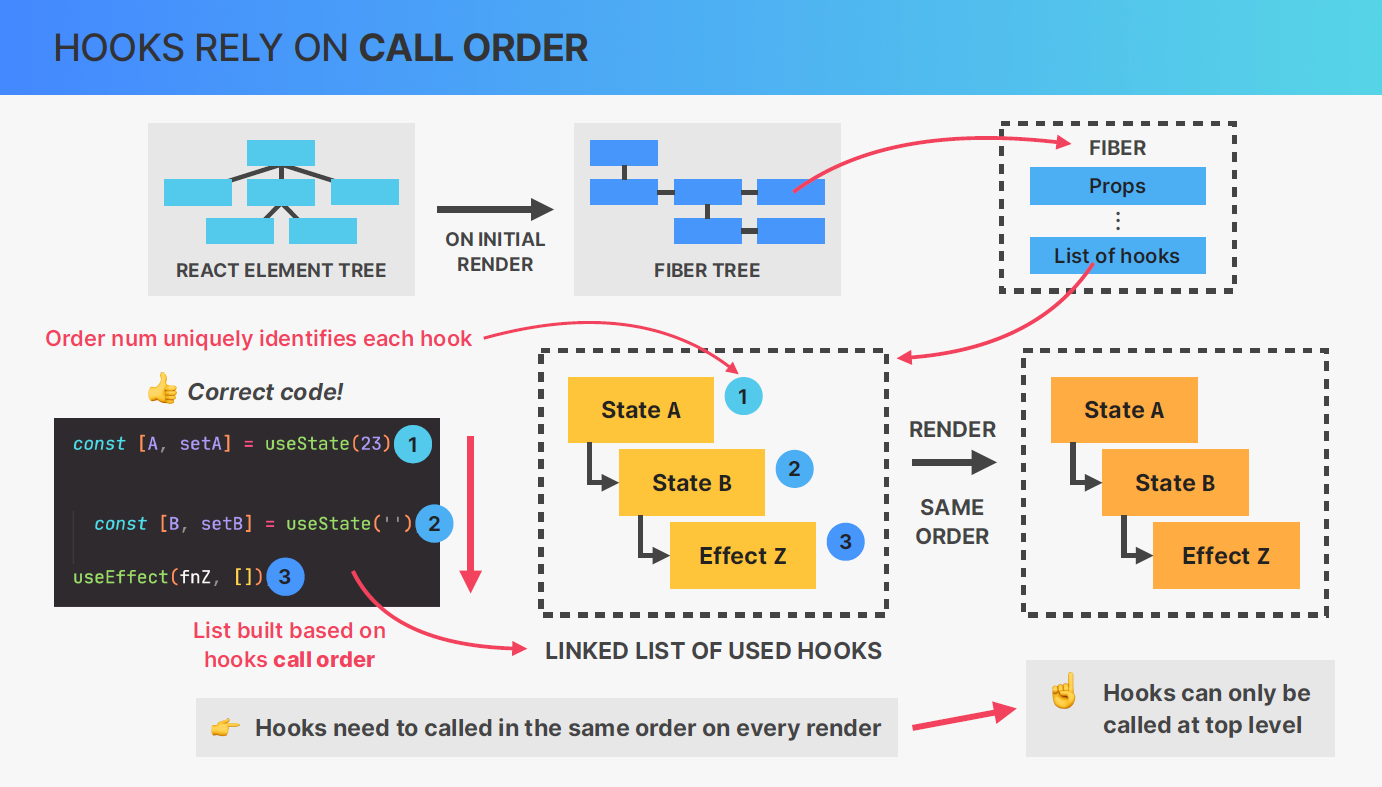 HOOKS RELY ON CALL ORDER
REACT ELEMENT TREE
ON INITIAL
RENDER
FIBER TREE
FIBER
Props
List of hooks
Order num uniquely identifies each hook
Correct code!
const [A, setA] = useState(23) 1
const [B, setB] = useState('') 2
useEffect(fnZ, []) 3
List built based on
hooks call order
State A 1
State B 2
Effect Z 3
LINKED LIST OF USED HOOKS
RENDER
SAME
ORDER
State A
State B
Effect Z
Hooks need to called in the same order on every render
Hooks can only be
called at top level